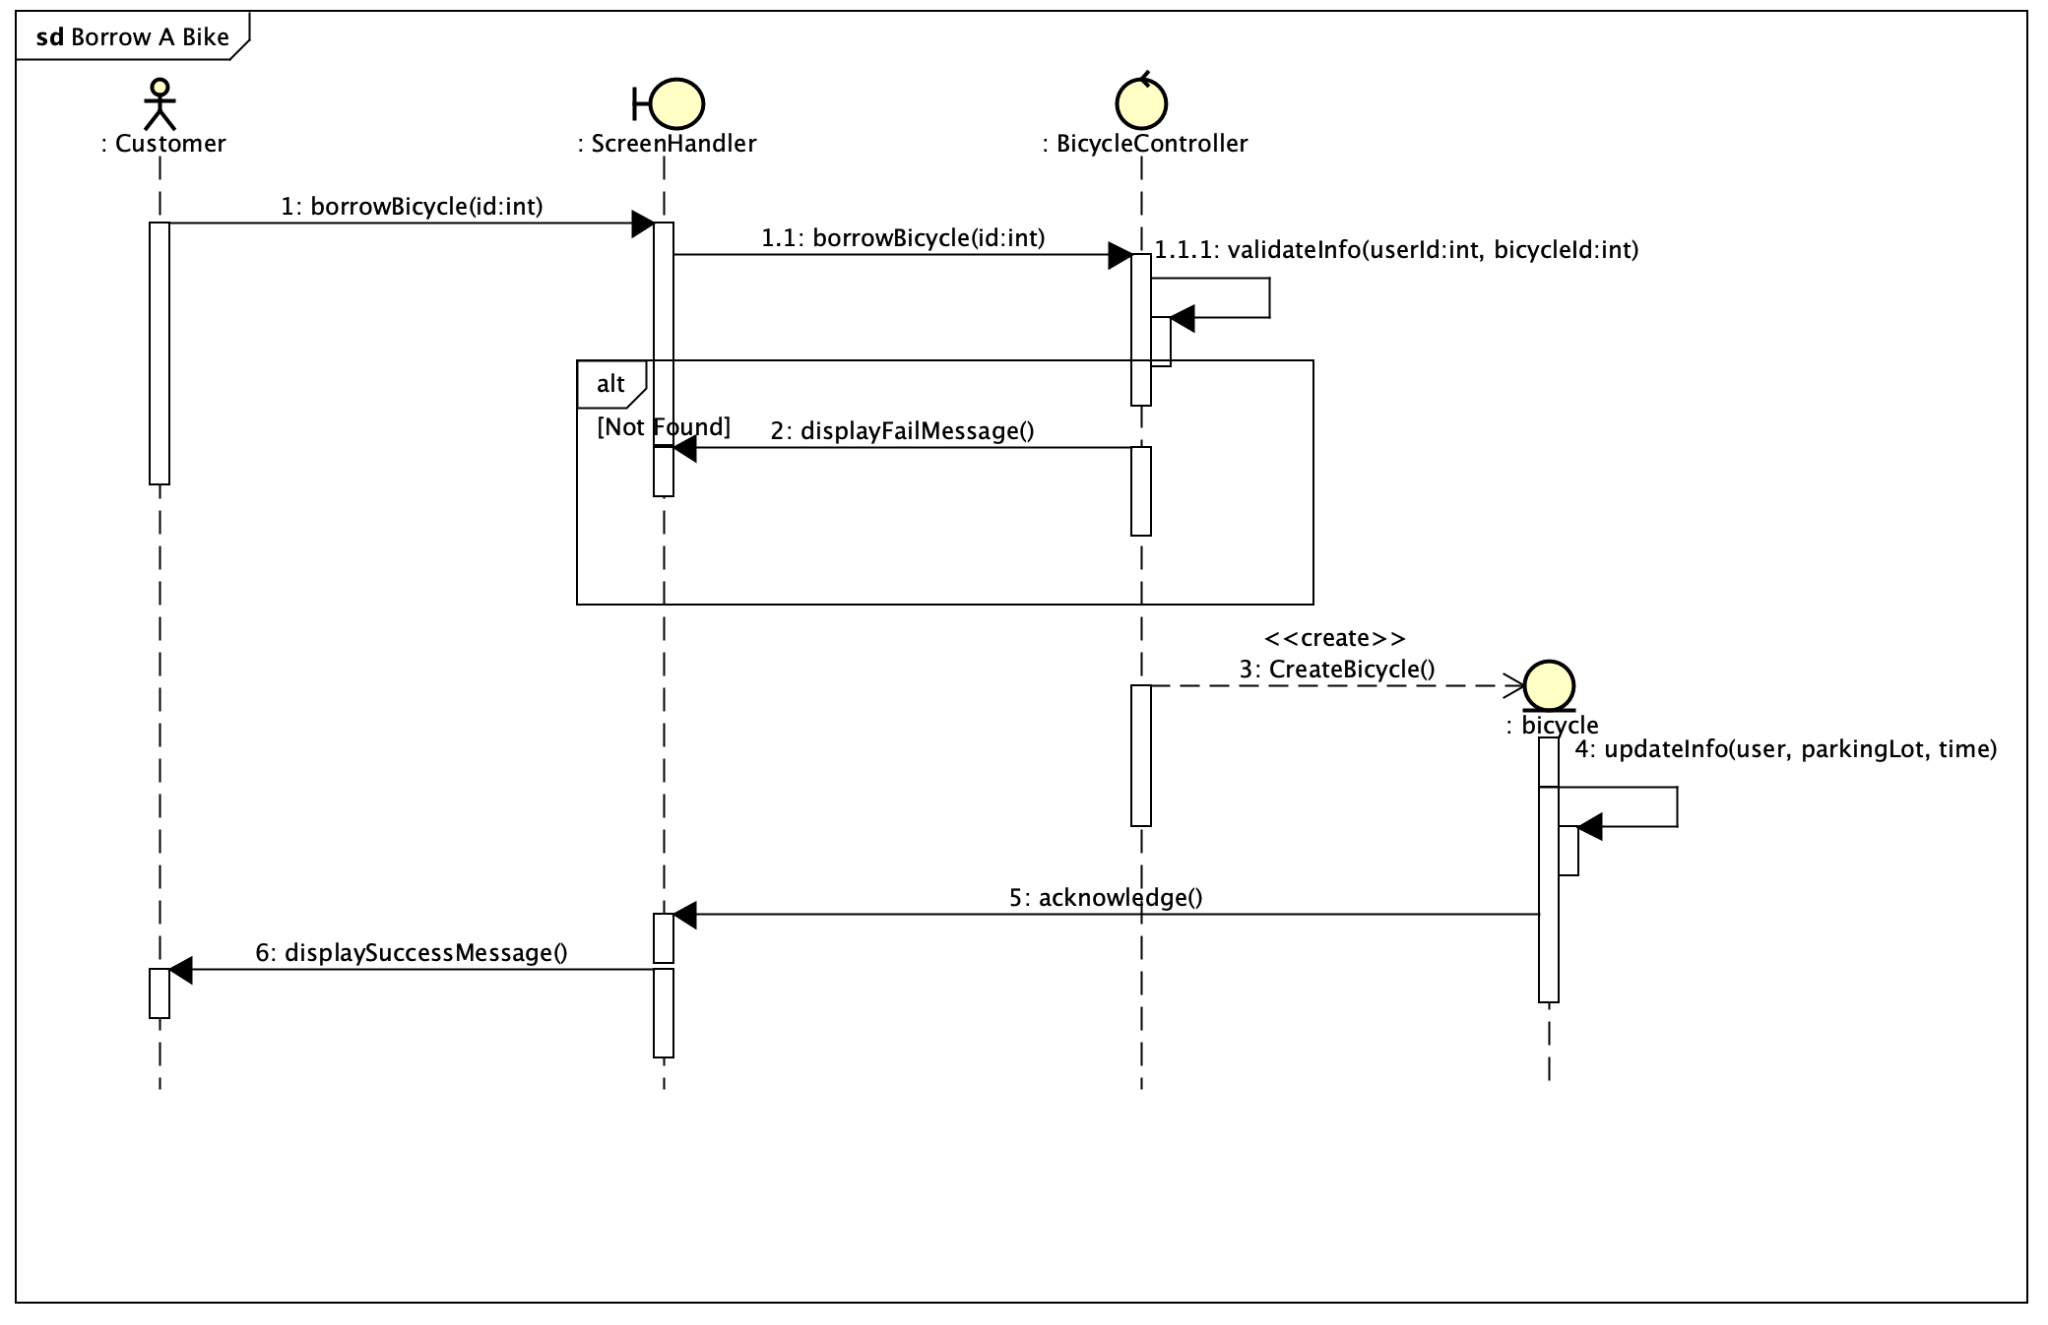 sd Borrow A Bike
: Customer
: ScreenHandler
: BicycleController
1: borrowBicycle(id:int)
1.1: borrowBicycle(id:int)
1.1.1: validateInfo(userId:int, bicycleId:int)
alt
[Not Found]
2: displayFailMessage()
<<create>>
3: CreateBicycle()
: bicycle
4: updateInfo(user, parkingLot, time)
5: acknowledge()
6: displaySuccessMessage()